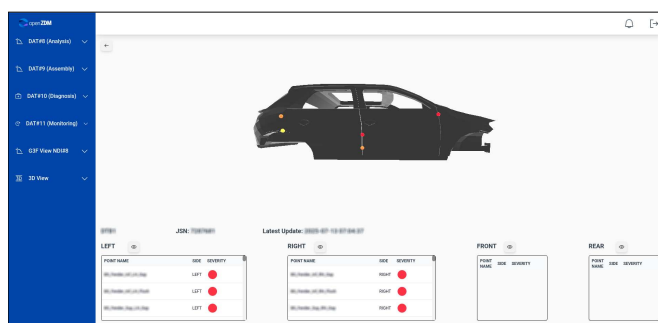 openZDM
DAT#8 (Analysis)
DAT#9 (Assembly)
DAT#10 (Diagnosis)
DAT#11 (Monitoring)
G3F View NDI#8
3D View
JSN:
Latest Update:
LEFT
RIGHT
FRONT
REAR
POINT NAME SIDE SEVERITY
LEFT
LEFT
LEFT
POINT NAME SIDE SEVERITY
RIGHT
RIGHT
RIGHT
POINT NAME SIDE SEVERITY
POINT NAME SIDE SEVERITY